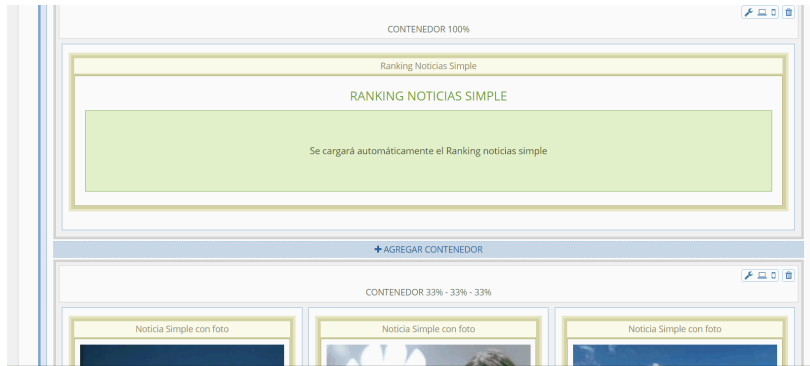 CONTENEDOR 100%
Ranking Noticias Simple
RANKING NOTICIAS SIMPLE
Se cargará automáticamente el Ranking noticias simple
AGREGAR CONTENEDOR
CONTENEDOR 33% - 33% - 33%
Noticia Simple con foto
Noticia Simple con foto
Noticia Simple con foto